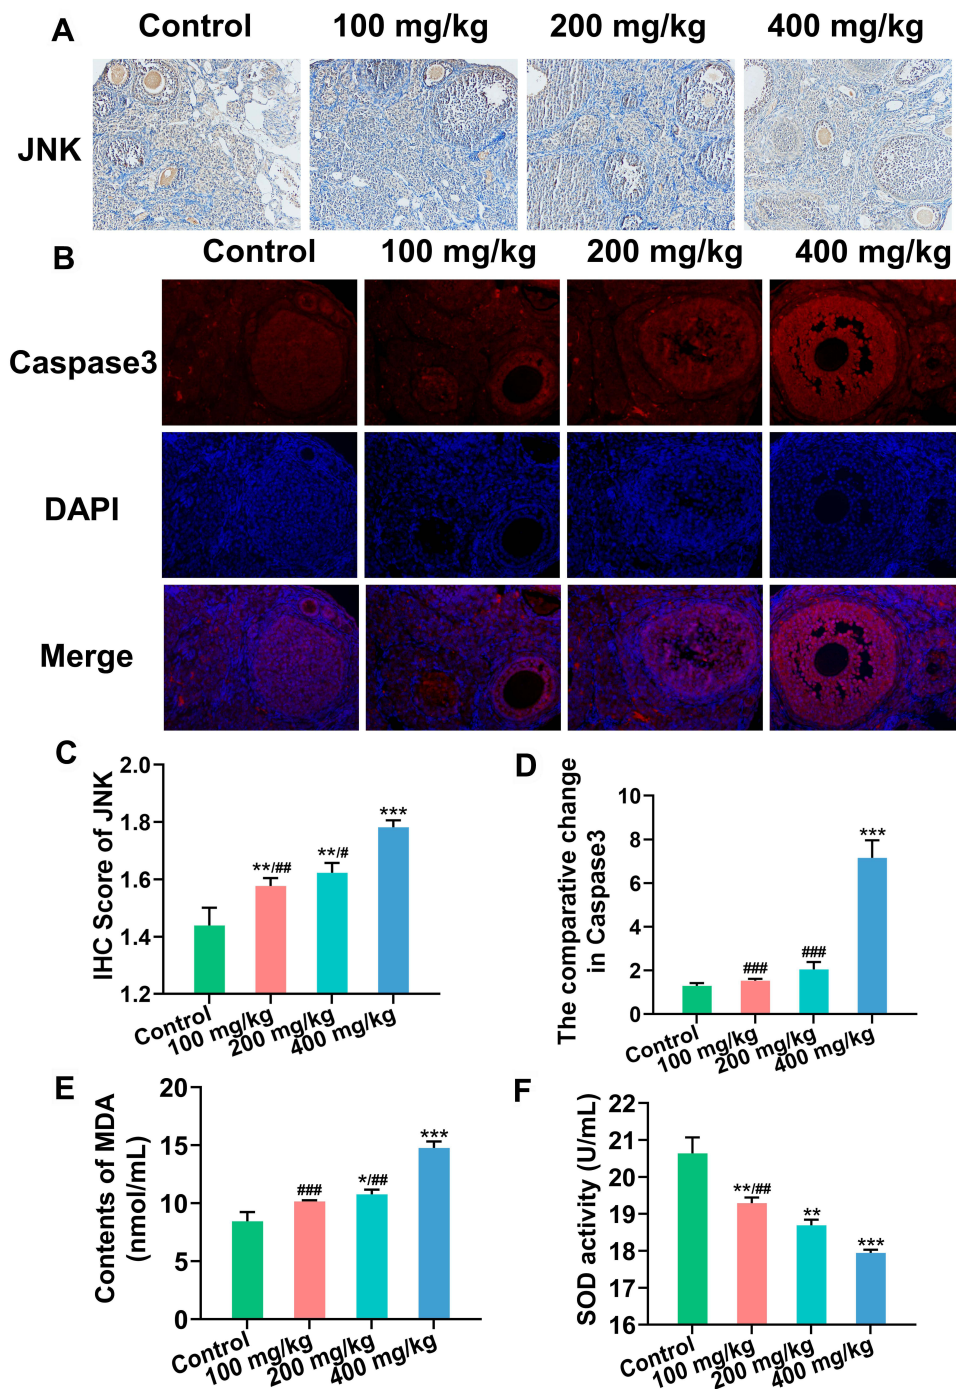 A Control 100 mg/kg 200 mg/kg 400 mg/kg
JNK
B Control 100 mg/kg 200 mg/kg 400 mg/kg
Caspase3
DAPI
Merge
C
IHC Score of JNK
2.0
1.8
1.6
1.4
1.2
**/##
**/#
***
Control
100 mg/kg
200 mg/kg
400 mg/kg
D
The comparative change
in Caspase3
10
8
6
4
2
0
###
###
***
Control
100 mg/kg
200 mg/kg
400 mg/kg
E
Contents of MDA
(nmol/mL)
20
15
10
5
0
###
*/##
***
Control
100 mg/kg
200 mg/kg
400 mg/kg
F
SOD activity (U/mL)
22
21
20
19
18
17
16
**/##
**
***
Control
100 mg/kg
200 mg/kg
400 mg/kg